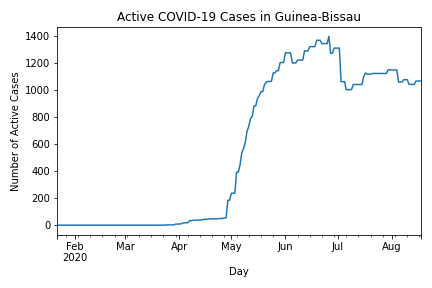 Active COVID-19 Cases in Guinea-Bissau
Number of Active Cases
1400
1200
1000
800
600
400
200
0
Feb Mar Apr May Jun Jul Aug
2020
Day